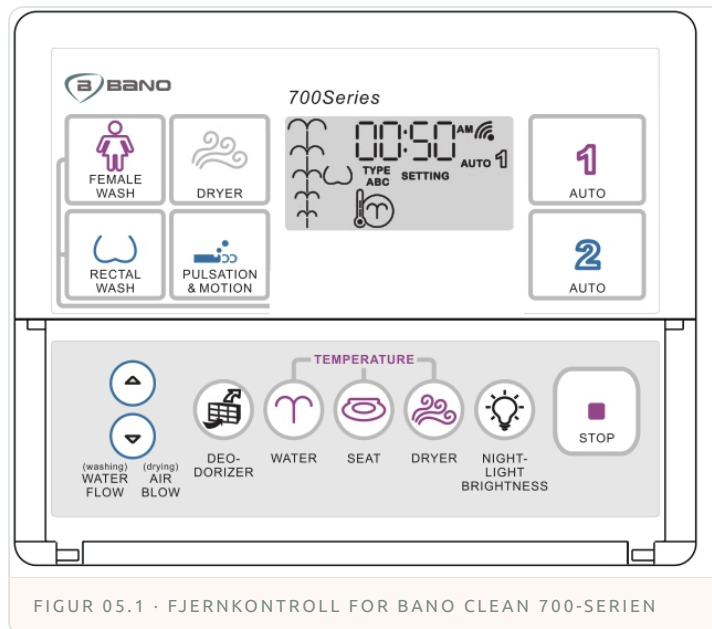 B BANO
700Series
FEMALE
WASH
DRYER
00:50 AM
AUTO 1
TYPE
ABC
SETTING
1
AUTO
RECTAL
WASH
PULSATION
& MOTION
2
AUTO
TEMPERATURE
(washing)
WATER
FLOW
(drying)
AIR
BLOW
DEO-
DORIZER
WATER
SEAT
DRYER
NIGHT-
LIGHT
BRIGHTNESS
STOP
FIGUR 05.1 · FJERNKONTROLL FOR BANO CLEAN 700-SERIEN